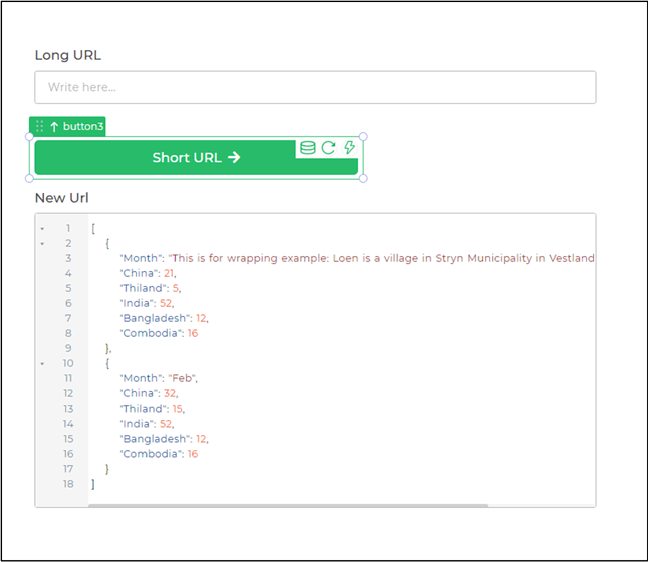 Long URL
Write here...
button3
Short URL
New Url
1 [
2 {
3 "Month": "This is for wrapping example: Loen is a village in Stryn Municipality in Vestland
4 "China": 21,
5 "Thiland": 5,
6 "India": 52,
7 "Bangladesh": 12,
8 "Combodia": 16
9 },
10 {
11 "Month": "Feb",
12 "China": 32,
13 "Thiland": 15,
14 "India": 52,
15 "Bangladesh": 12,
16 "Combodia": 16
17 }
18 ]